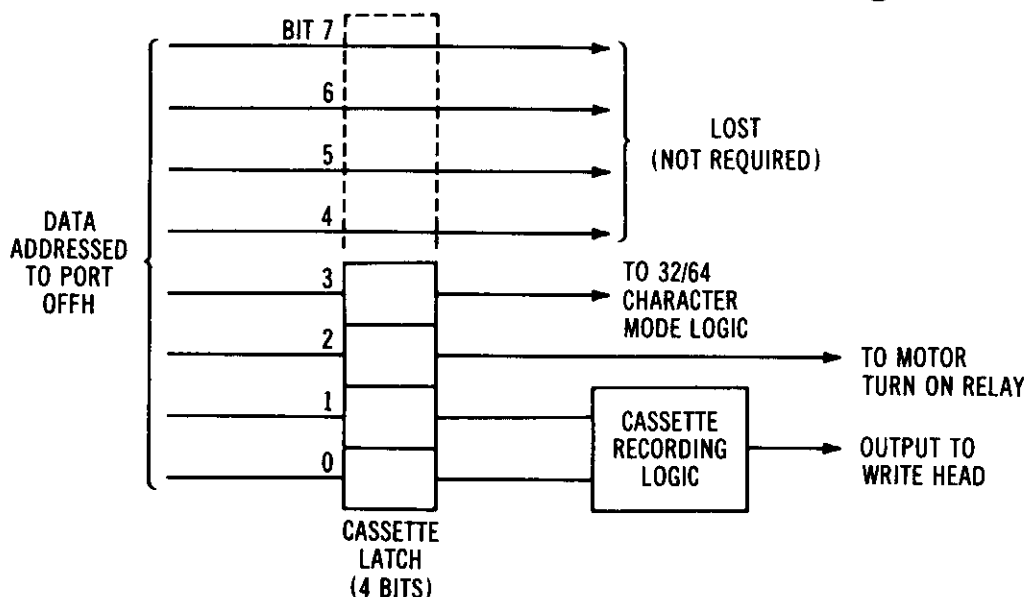 BIT 7
6
5
4
3
2
1
0
DATA
ADDRESSED
TO PORT
OFFH
LOST
(NOT REQUIRED)
TO 32/64
CHARACTER
MODE LOGIC
TO MOTOR
TURN ON RELAY
CASSETTE
RECORDING
LOGIC
OUTPUT TO
WRITE HEAD
CASSETTE
LATCH
(4 BITS)